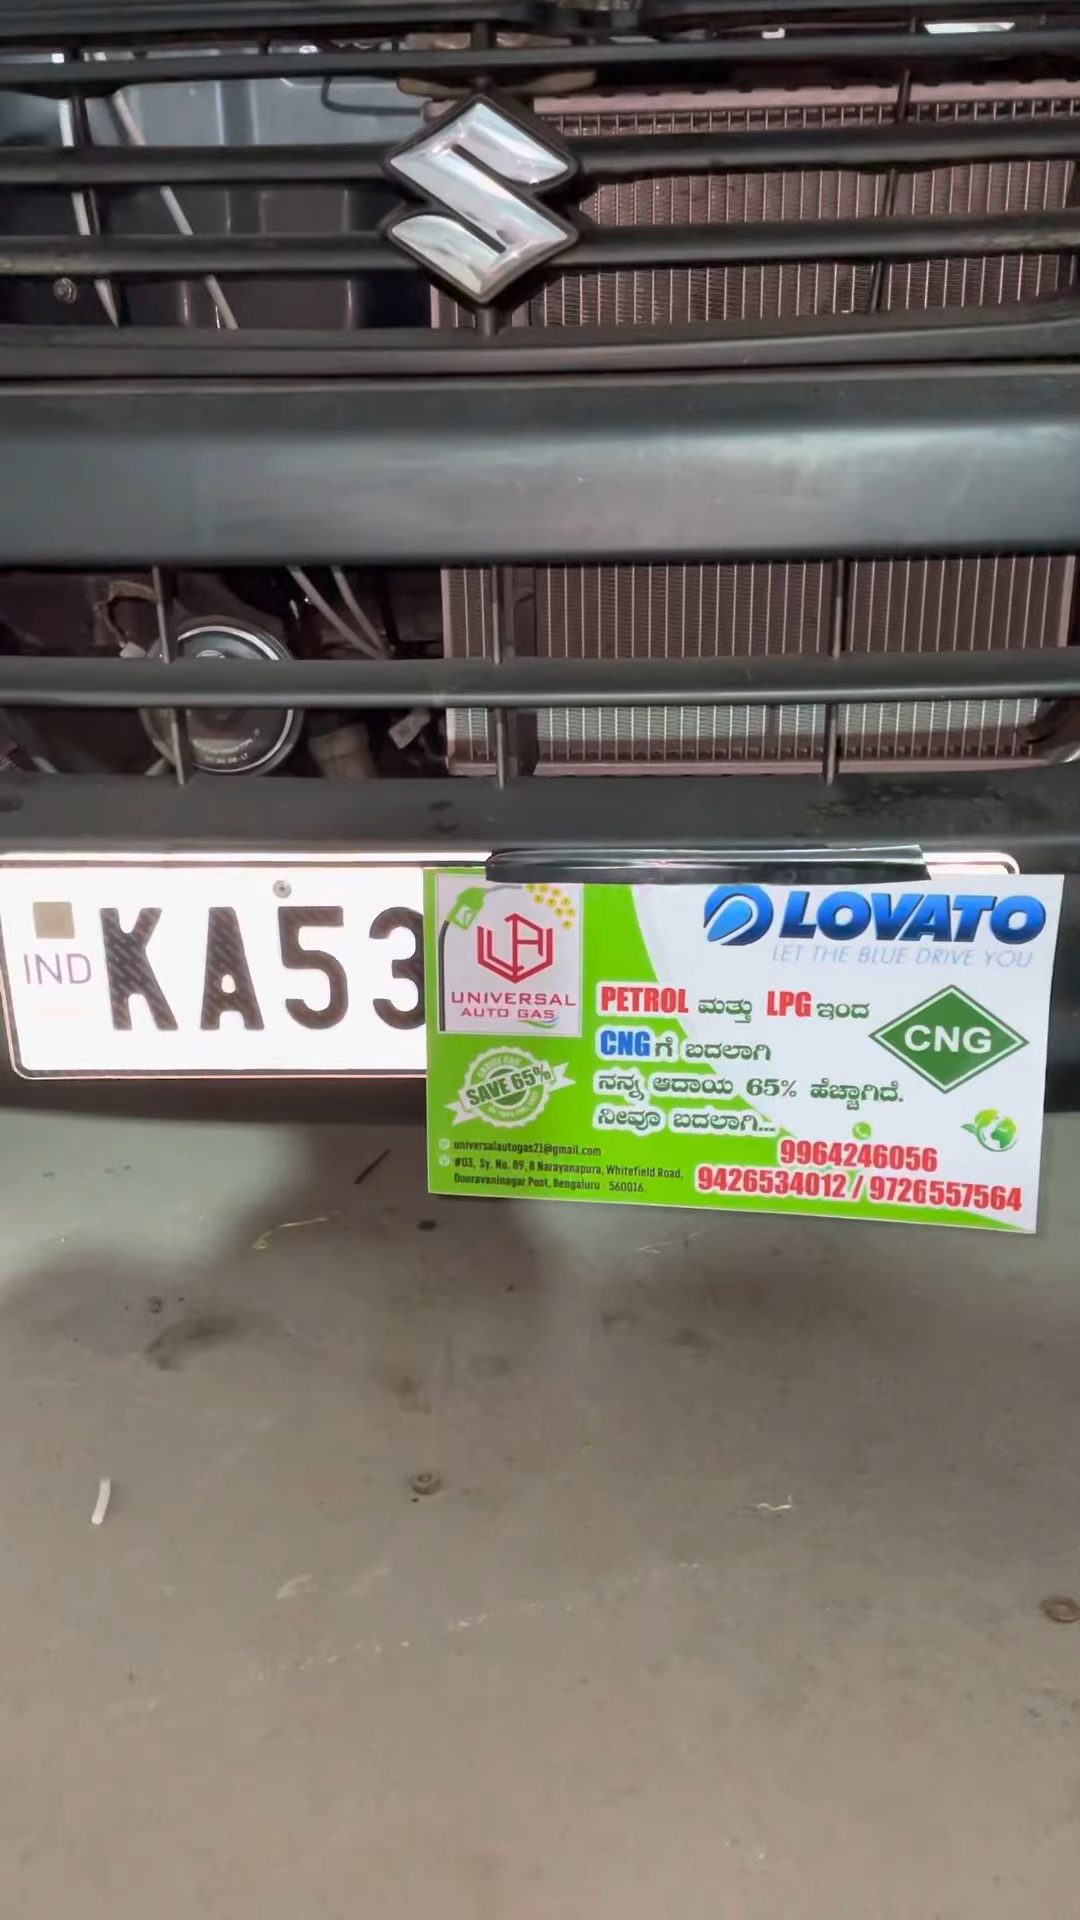 IND
KA53
UNIVERSAL
AUTO GAS
LOVATO
LET THE BLUE DRIVE YOU
PETROL ಮತ್ತು LPG ಇಂದ
CNG ಗೆ ಬದಲಾಗಿ
ನನ್ನ ಆದಾಯ 65% ಹೆಚ್ಚಾಗಿದೆ.
ನೀವೂ ಬದಲಾಗಿ...
CNG
SAVE 65%
universalautogas21@gmail.com
#03, Sy. No. 89, B Narayanapura, Whitefield Road,
Dooravaninagar Post, Bengaluru - 560016.
9964246056
9426534012 / 9726557564